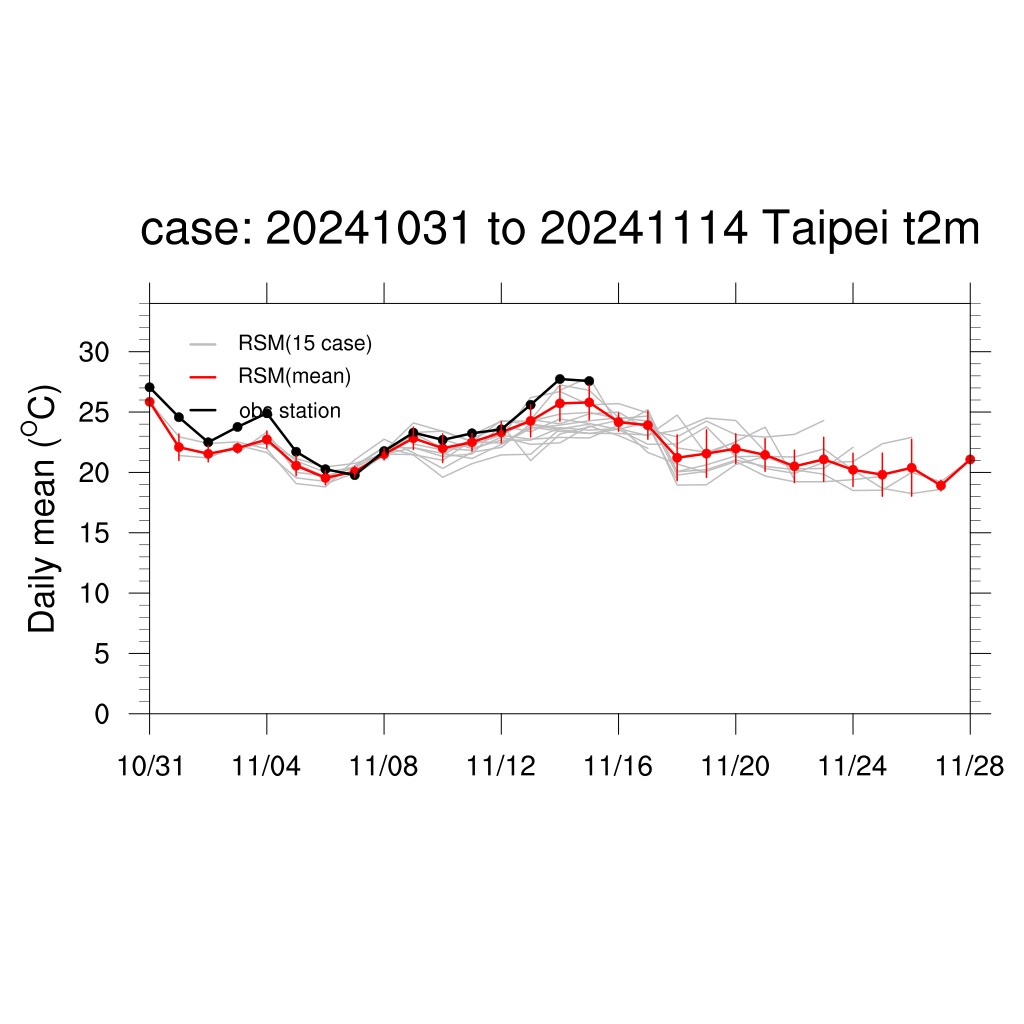 case: 20241031 to 20241114 Taipei t2m
Daily mean (°C)
30
25
20
15
10
5
0
RSM(15 case)
RSM(mean)
obs station
10/31 11/04 11/08 11/12 11/16 11/20 11/24 11/28